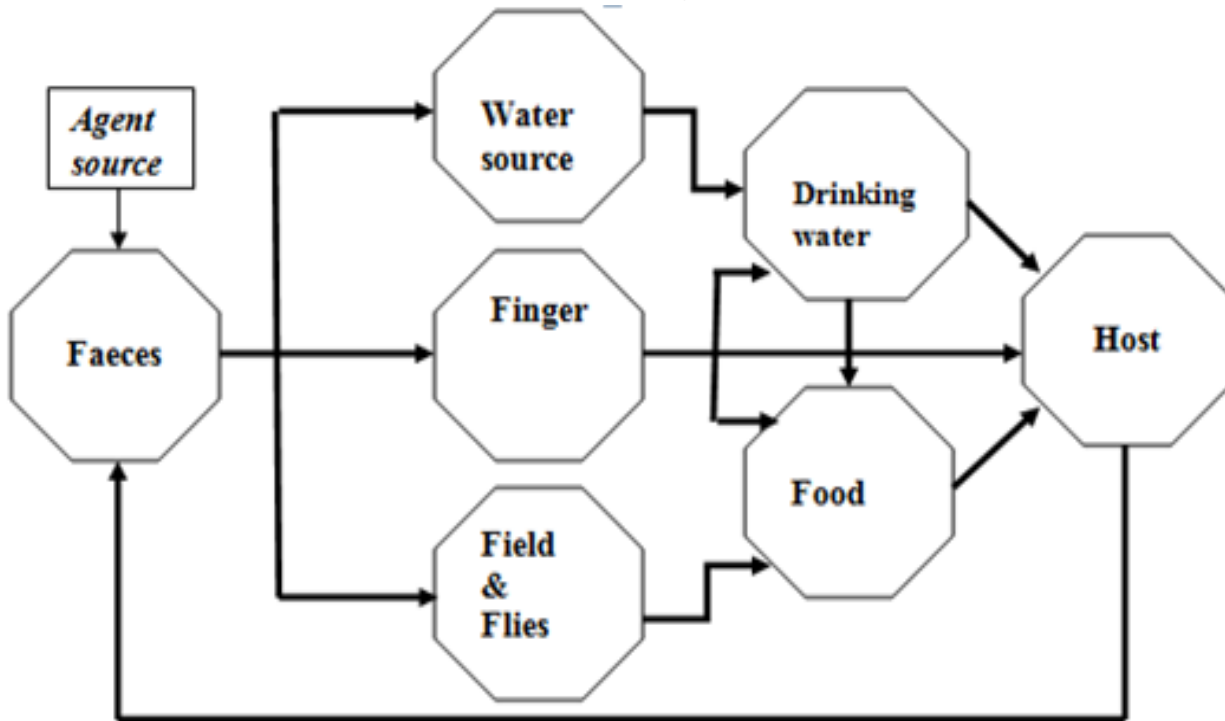 Agent
source
Faeces
Water
source
Finger
Field
&
Flies
Drinking
water
Food
Host